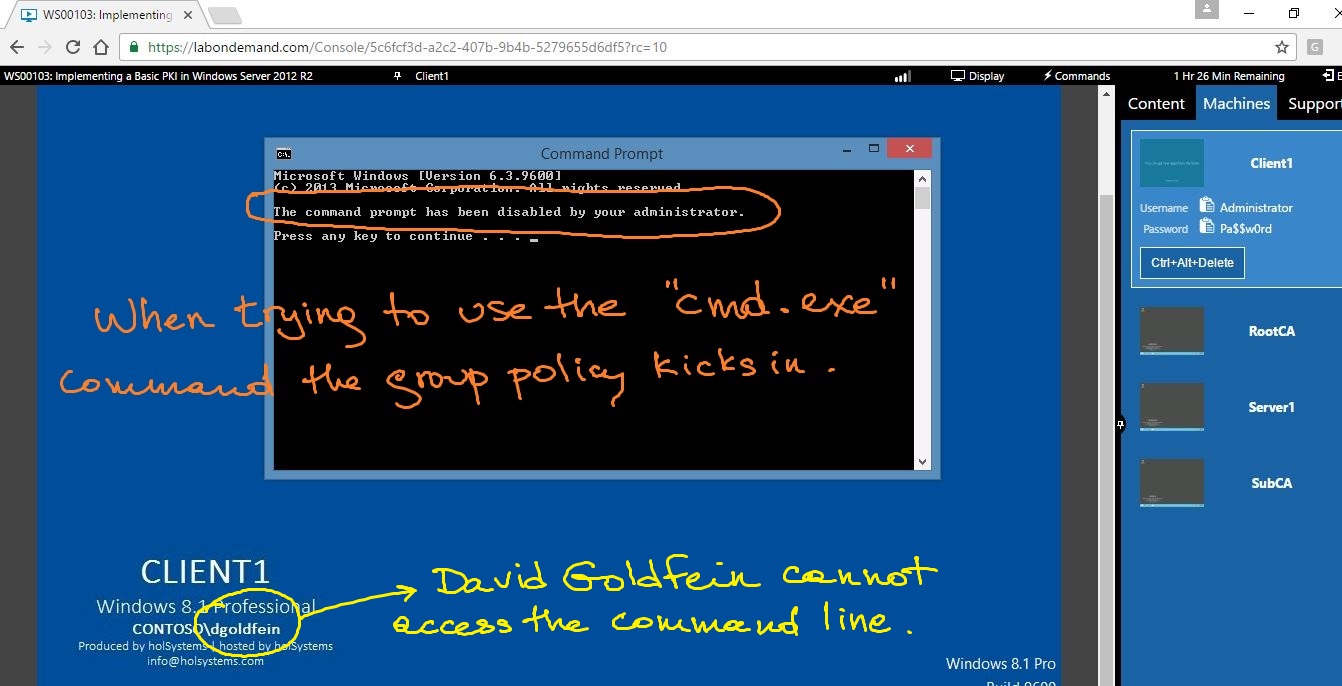 WS00103: Implementing
https://labondemand.com/Console/5c6fcf3d-a2c2-407b-9b4b-5279655d6df5?rc=10
G
WS00103: Implementing a Basic PKI in Windows Server 2012 R2 Client1 Display Commands 1 Hr 26 Min Remaining E
Content Machines Support
Command Prompt
Microsoft Windows [Version 6.3.9600]
(c) 2013 Microsoft Corporation. All rights reserved.
The command prompt has been disabled by your administrator.
Press any key to continue . . .
When trying to use the "cmd.exe"
command the group policy kicks in.
Client1
Username Administrator
Password Pa$$w0rd
Ctrl+Alt+Delete
RootCA
Server1
SubCA
CLIENT1
Windows 8.1 Professional
CONTOSO\dgoldfein
Produced by holSystems | hosted by holSystems
info@holsystems.com
David Goldfein cannot
access the command line.
Windows 8.1 Pro
Build 9600